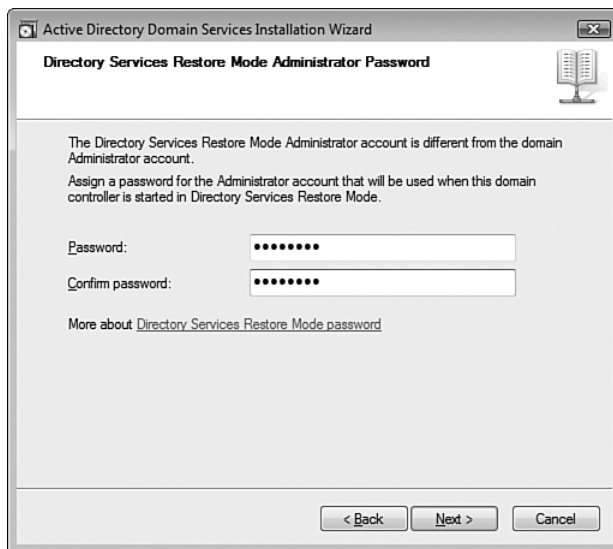 Active Directory Domain Services Installation Wizard
Directory Services Restore Mode Administrator Password
The Directory Services Restore Mode Administrator account is different from the domain
Administrator account.
Assign a password for the Administrator account that will be used when this domain
controller is started in Directory Services Restore Mode.
Password: ••••••••
Confirm password: ••••••••
More about Directory Services Restore Mode password
< Back Next > Cancel